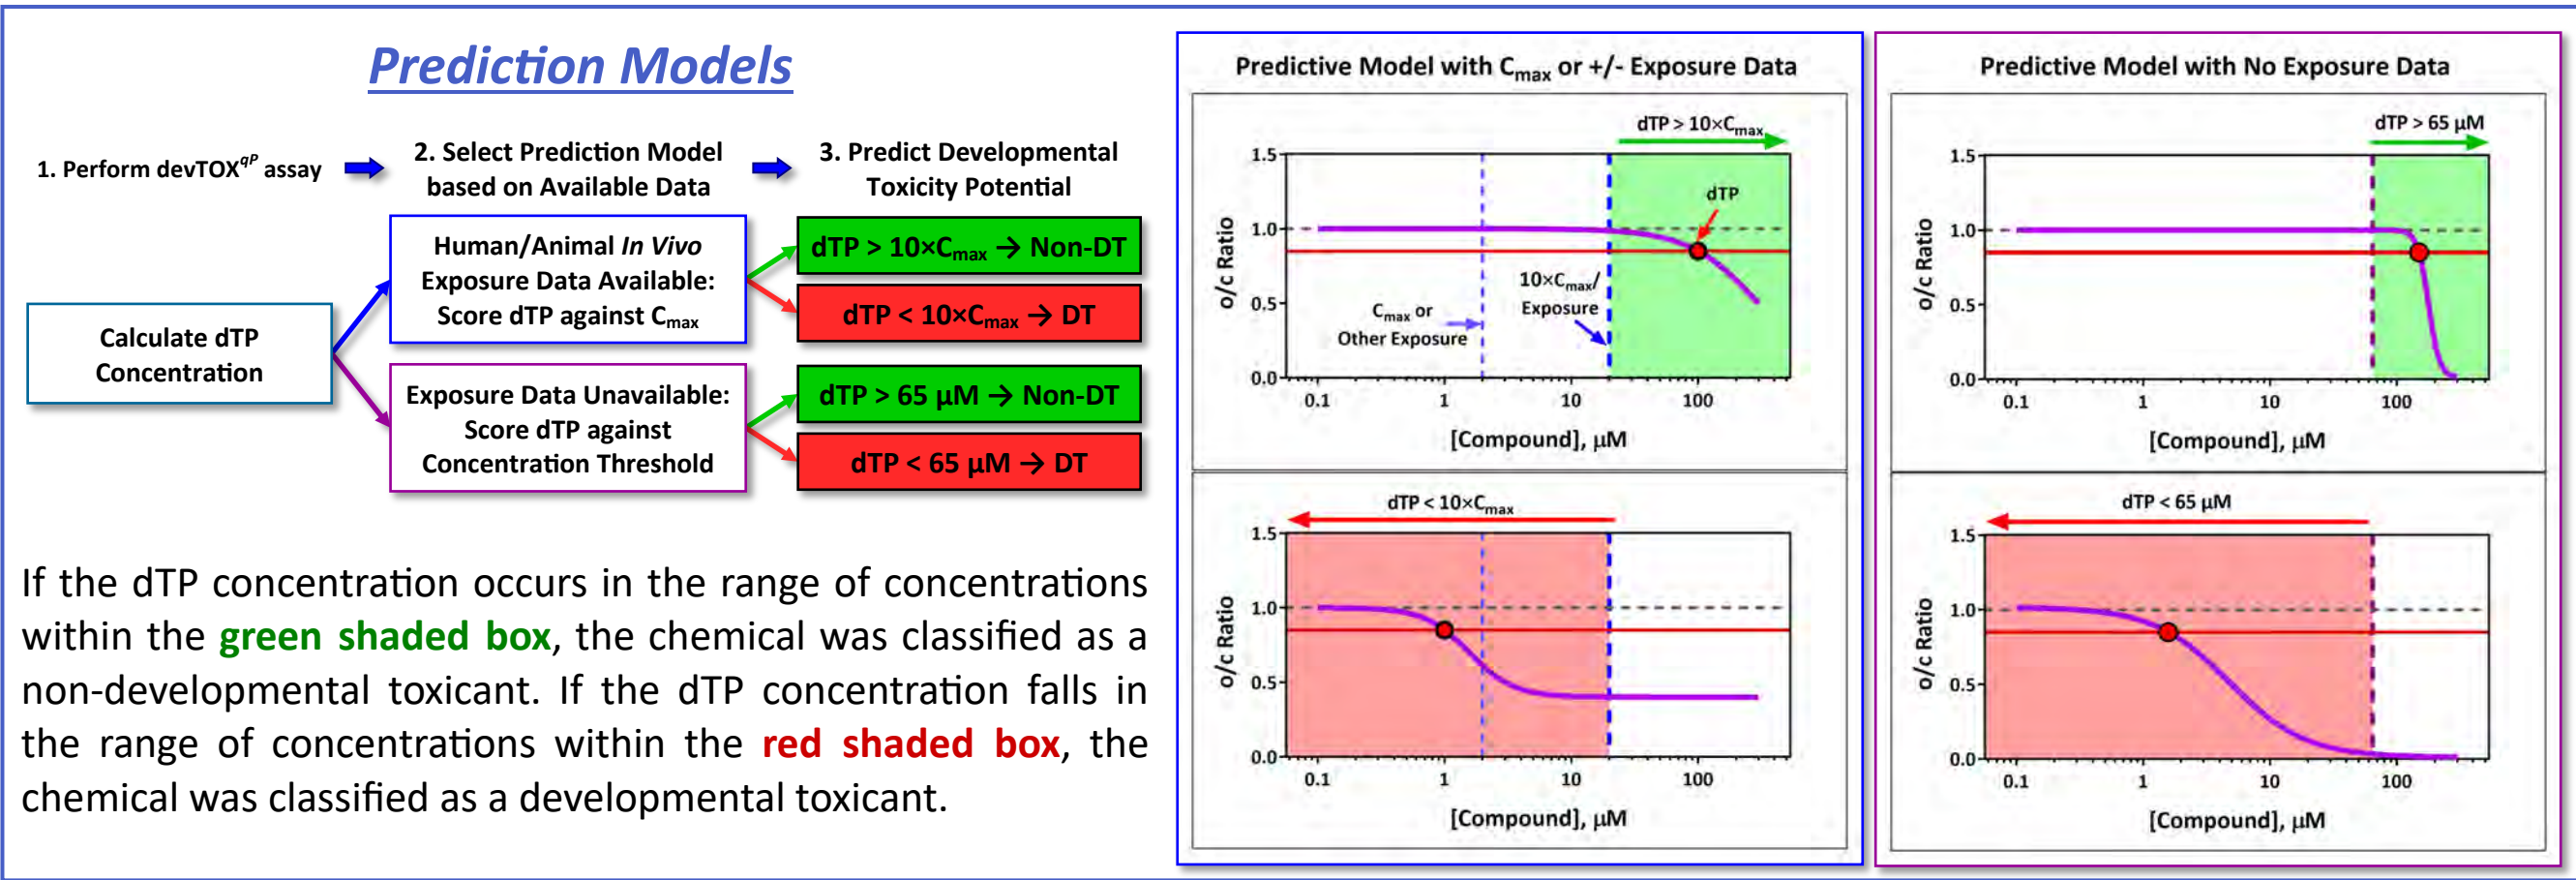 Prediction Models
1. Perform devTOX^qP assay
2. Select Prediction Model
based on Available Data
3. Predict Developmental
Toxicity Potential
Calculate dTP
Concentration
Human/Animal In Vivo
Exposure Data Available:
Score dTP against Cmax
Exposure Data Unavailable:
Score dTP against
Concentration Threshold
dTP > 10×Cmax → Non-DT
dTP < 10×Cmax → DT
dTP > 65 μM → Non-DT
dTP < 65 μM → DT
If the dTP concentration occurs in the range of concentrations
within the green shaded box, the chemical was classified as a
non-developmental toxicant. If the dTP concentration falls in
the range of concentrations within the red shaded box, the
chemical was classified as a developmental toxicant.
Predictive Model with Cmax or +/- Exposure Data
dTP > 10×Cmax
1.5
1.0
0.5
0.0
o/c Ratio
dTP
Cmax or
Other Exposure
10×Cmax/
Exposure
0.1 1 10 100
[Compound], μM
dTP < 10×Cmax
1.5
1.0
0.5
0.0
o/c Ratio
0.1 1 10 100
[Compound], μM
Predictive Model with No Exposure Data
dTP > 65 μM
1.5
1.0
0.5
0.0
o/c Ratio
0.1 1 10 100
[Compound], μM
dTP < 65 μM
1.5
1.0
0.5
0.0
o/c Ratio
0.1 1 10 100
[Compound], μM